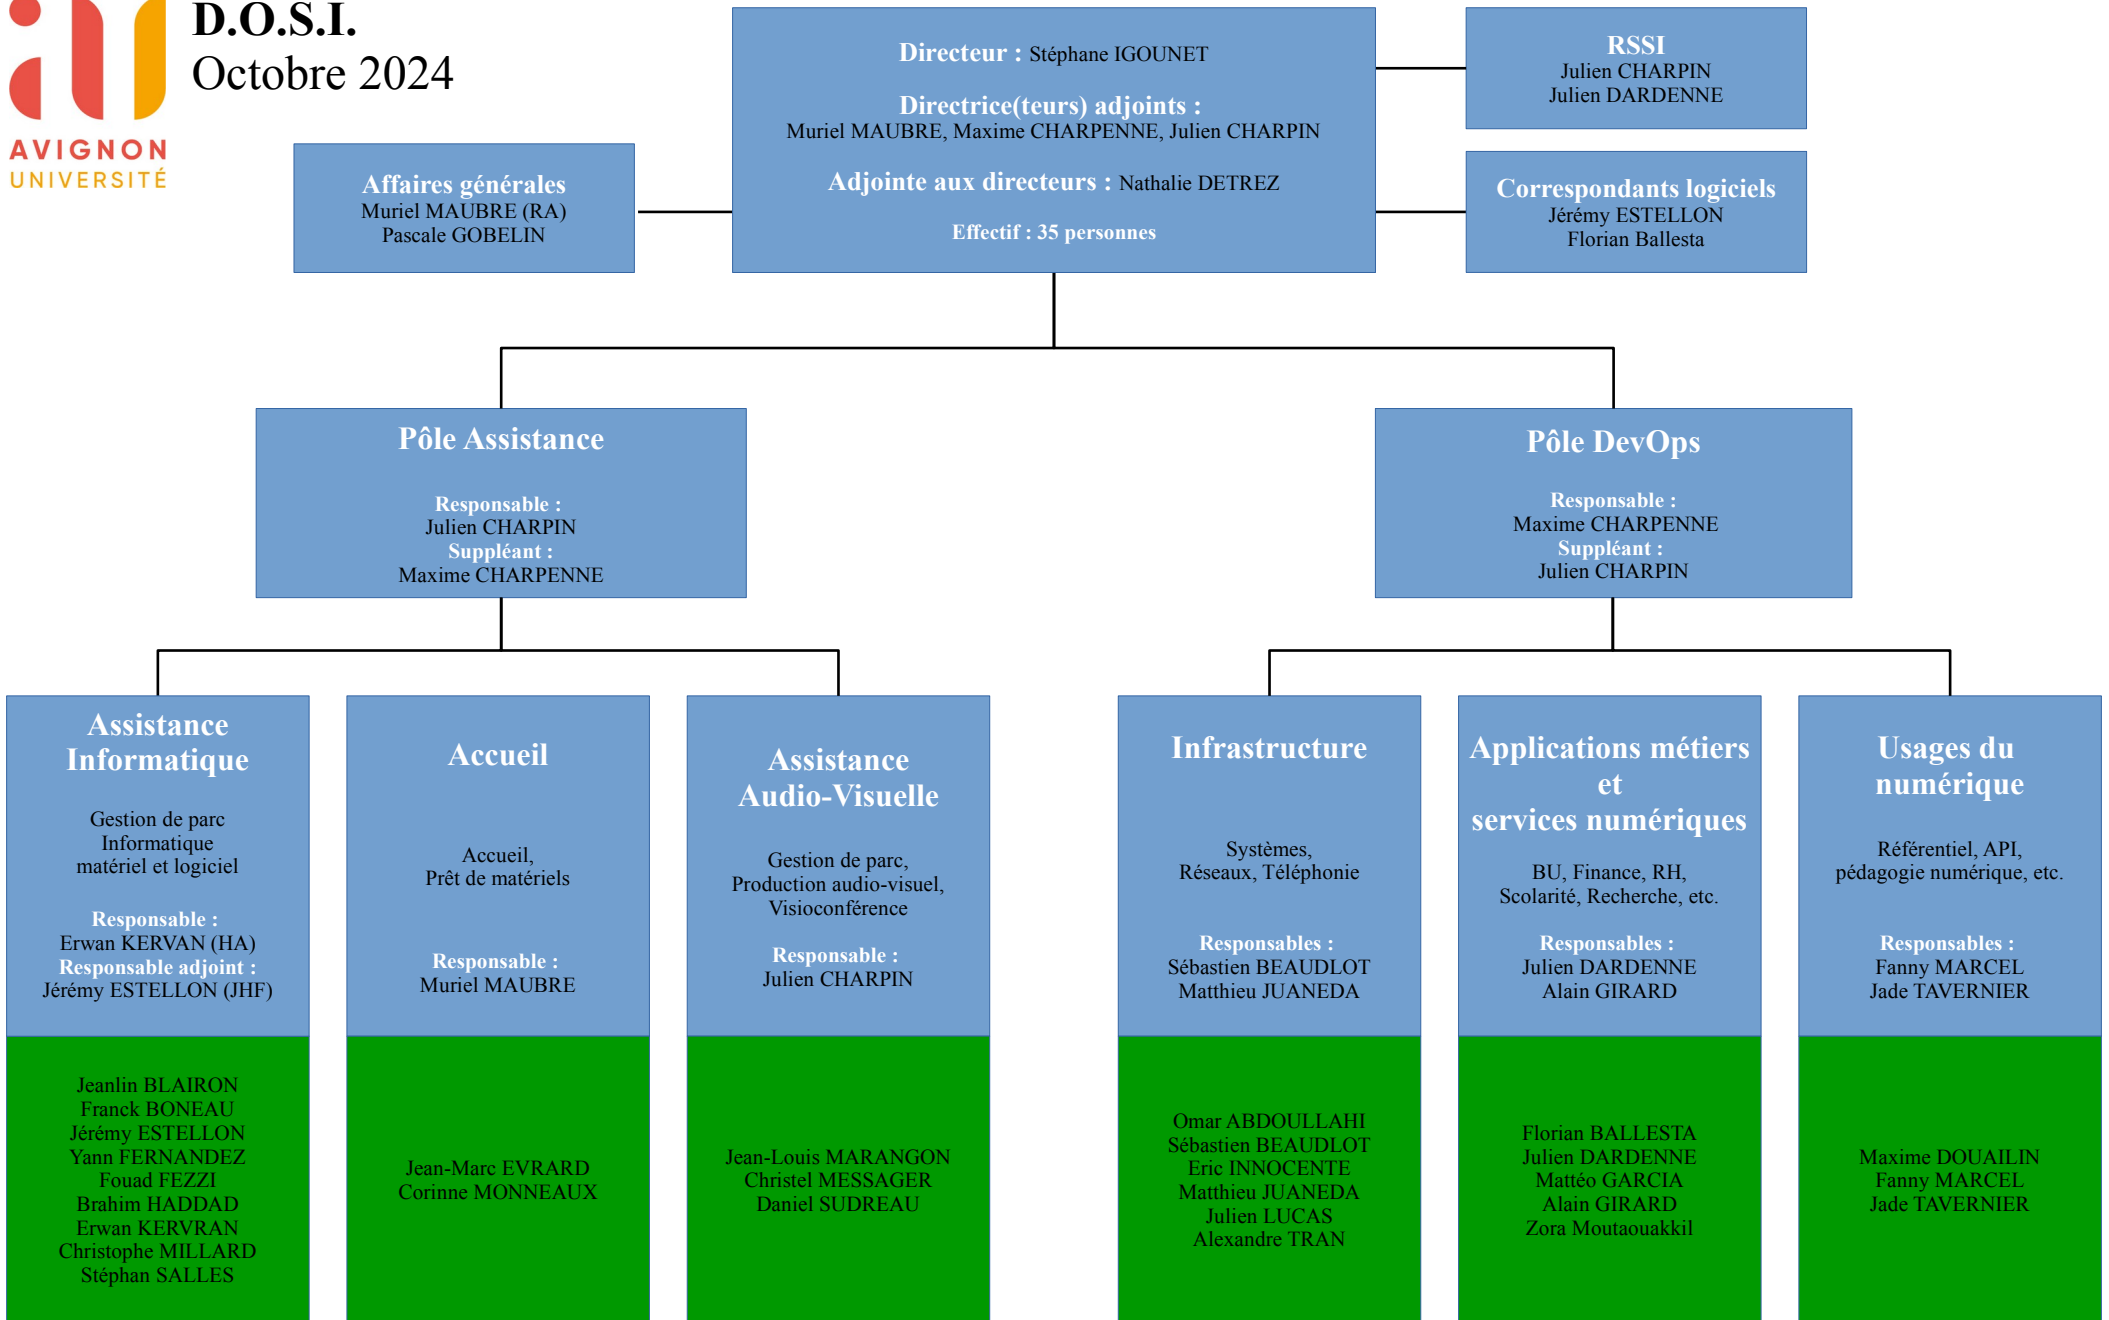 D.O.S.I.
Octobre 2024
AVIGNON
UNIVERSITÉ
Directeur : Stéphane IGOUNET
Directrice(teurs) adjoints :
Muriel MAUBRE, Maxime CHARPENNE, Julien CHARPIN
Adjointe aux directeurs : Nathalie DETREZ
Effectif : 35 personnes
RSSI
Julien CHARPIN
Julien DARDENNE
Affaires générales
Muriel MAUBRE (RA)
Pascale GOBELIN
Correspondants logiciels
Jérémy ESTELLON
Florian Ballesta
Pôle Assistance
Responsable :
Julien CHARPIN
Suppléant :
Maxime CHARPENNE
Pôle DevOps
Responsable :
Maxime CHARPENNE
Suppléant :
Julien CHARPIN
Assistance
Informatique
Gestion de parc
Informatique
matériel et logiciel
Responsable :
Erwan KERVAN (HA)
Responsable adjoint :
Jérémy ESTELLON (JHF)
Jeanlin BLAIRON
Franck BONEAU
Jérémy ESTELLON
Yann FERNANDEZ
Fouad FEZZI
Brahim HADDAD
Erwan KERVRAN
Christophe MILLARD
Stéphan SALLES
Accueil
Accueil,
Prêt de matériels
Responsable :
Muriel MAUBRE
Jean-Marc EVRARD
Corinne MONNEAUX
Assistance
Audio-Visuelle
Gestion de parc,
Production audio-visuel,
Visioconférence
Responsable :
Julien CHARPIN
Jean-Louis MARANGON
Christel MESSAGER
Daniel SUDREAU
Infrastructure
Systèmes,
Réseaux, Téléphonie
Responsables :
Sébastien BEAUDLOT
Matthieu JUANEDA
Omar ABDOULLAHI
Sébastien BEAUDLOT
Eric INNOCENTE
Matthieu JUANEDA
Julien LUCAS
Alexandre TRAN
Applications métiers
et
services numériques
BU, Finance, RH,
Scolarité, Recherche, etc.
Responsables :
Julien DARDENNE
Alain GIRARD
Florian BALLESTA
Julien DARDENNE
Mattéo GARCIA
Alain GIRARD
Zora Moutaouakkil
Usages du
numérique
Référentiel, API,
pédagogie numérique, etc.
Responsables :
Fanny MARCEL
Jade TAVERNIER
Maxime DOUAILIN
Fanny MARCEL
Jade TAVERNIER